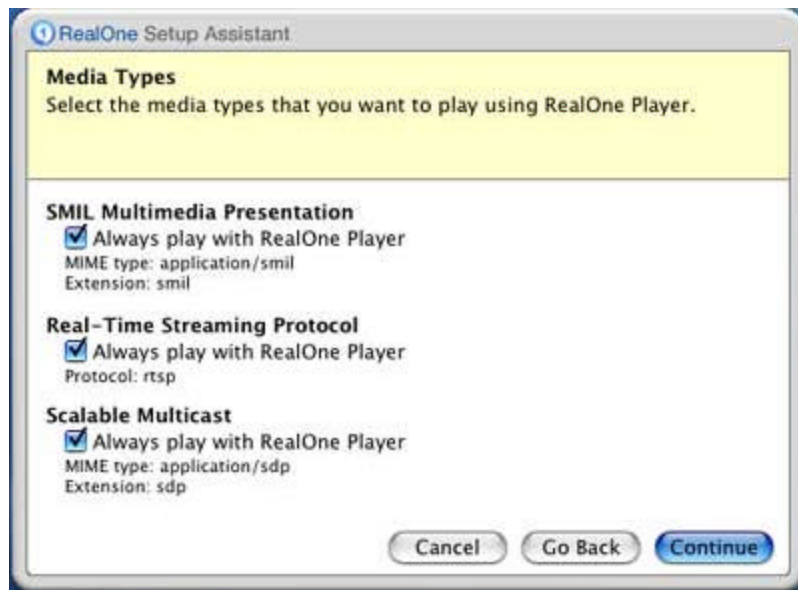 RealOne Setup Assistant
Media Types
Select the media types that you want to play using RealOne Player.
SMIL Multimedia Presentation
Always play with RealOne Player
MIME type: application/smil
Extension: smil
Real-Time Streaming Protocol
Always play with RealOne Player
Protocol: rtsp
Scalable Multicast
Always play with RealOne Player
MIME type: application/sdp
Extension: sdp
Cancel Go Back Continue